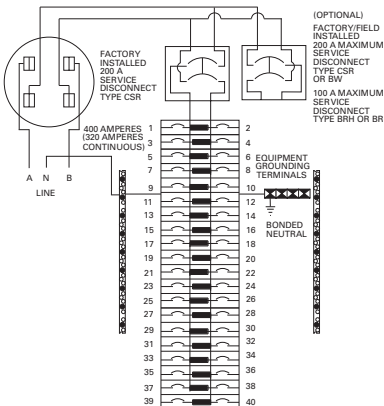 (OPTIONAL)
FACTORY/FIELD
INSTALLED
200 A MAXIMUM
SERVICE
DISCONNECT
TYPE CSR
OR BW
100 A MAXIMUM
SERVICE
DISCONNECT
TYPE BRH OR BR
FACTORY
INSTALLED
200 A
SERVICE
DISCONNECT
TYPE CSR
400 AMPERES
(320 AMPERES
CONTINUOUS)
A N B
LINE
EQUIPMENT
GROUNDING
TERMINALS
BONDED
NEUTRAL
1 2
3 4
5 6
7 8
9 10
11 12
13 14
15 16
17 18
19 20
21 22
23 24
25 26
27 28
29 30
31 32
33 34
35 36
37 38
39 40